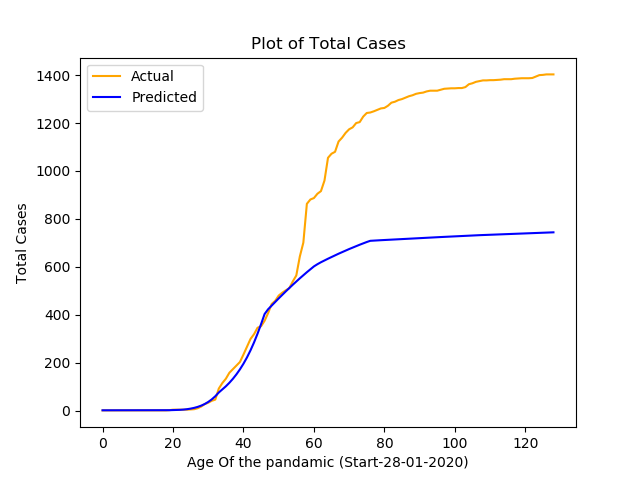 Plot of Total Cases
Actual
Predicted
1400
1200
1000
800
600
400
200
0
Total Cases
0 20 40 60 80 100 120
Age Of the pandamic (Start-28-01-2020)